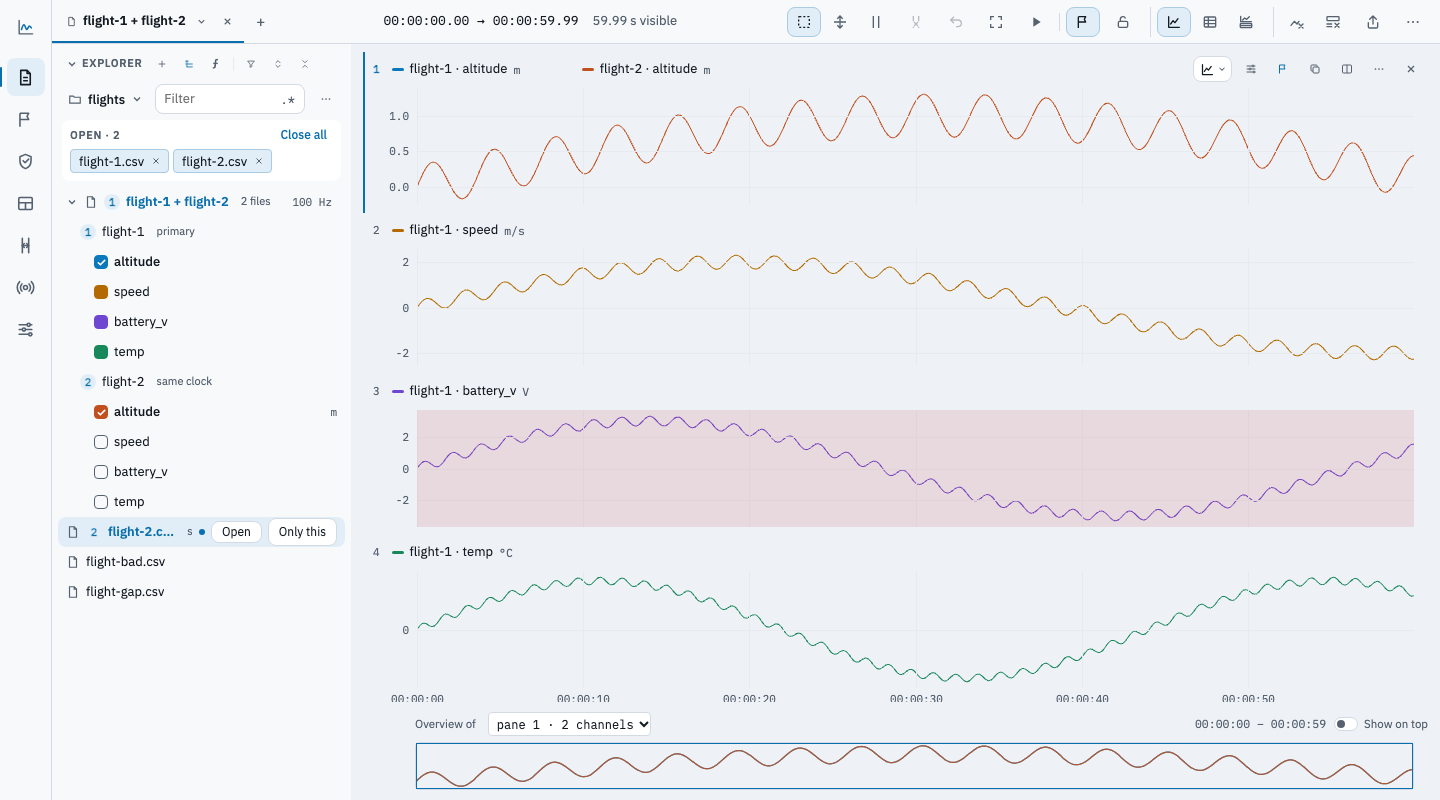 flight-1 + flight-2
00:00:00.00 → 00:00:59.99 59.99 s visible
EXPLORER
flights
Filter .*
OPEN · 2 Close all
flight-1.csv × flight-2.csv ×
1 flight-1 + flight-2 2 files 100 Hz
1 flight-1 primary
altitude
speed
battery_v
temp
2 flight-2 same clock
altitude m
speed
battery_v
temp
2 flight-2.c... s Open Only this
flight-bad.csv
flight-gap.csv
1 flight-1 · altitude m flight-2 · altitude m
1.0
0.5
0.0
2 flight-1 · speed m/s
2
0
-2
3 flight-1 · battery_v V
2
0
-2
4 flight-1 · temp °C
0
00:00:00 00:00:10 00:00:20 00:00:30 00:00:40 00:00:50
Overview of pane 1 · 2 channels 00:00:00 – 00:00:59 Show on top